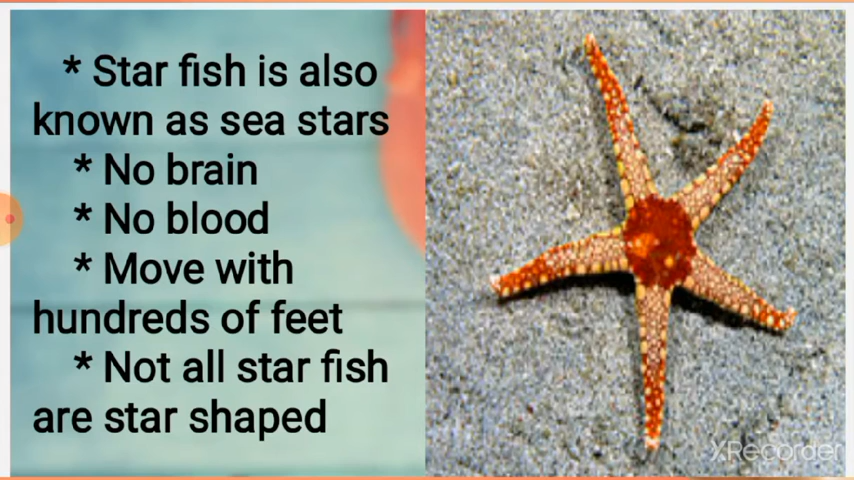 * Star fish is also
known as sea stars
* No brain
* No blood
* Move with
hundreds of feet
* Not all star fish
are star shaped
XRecorder